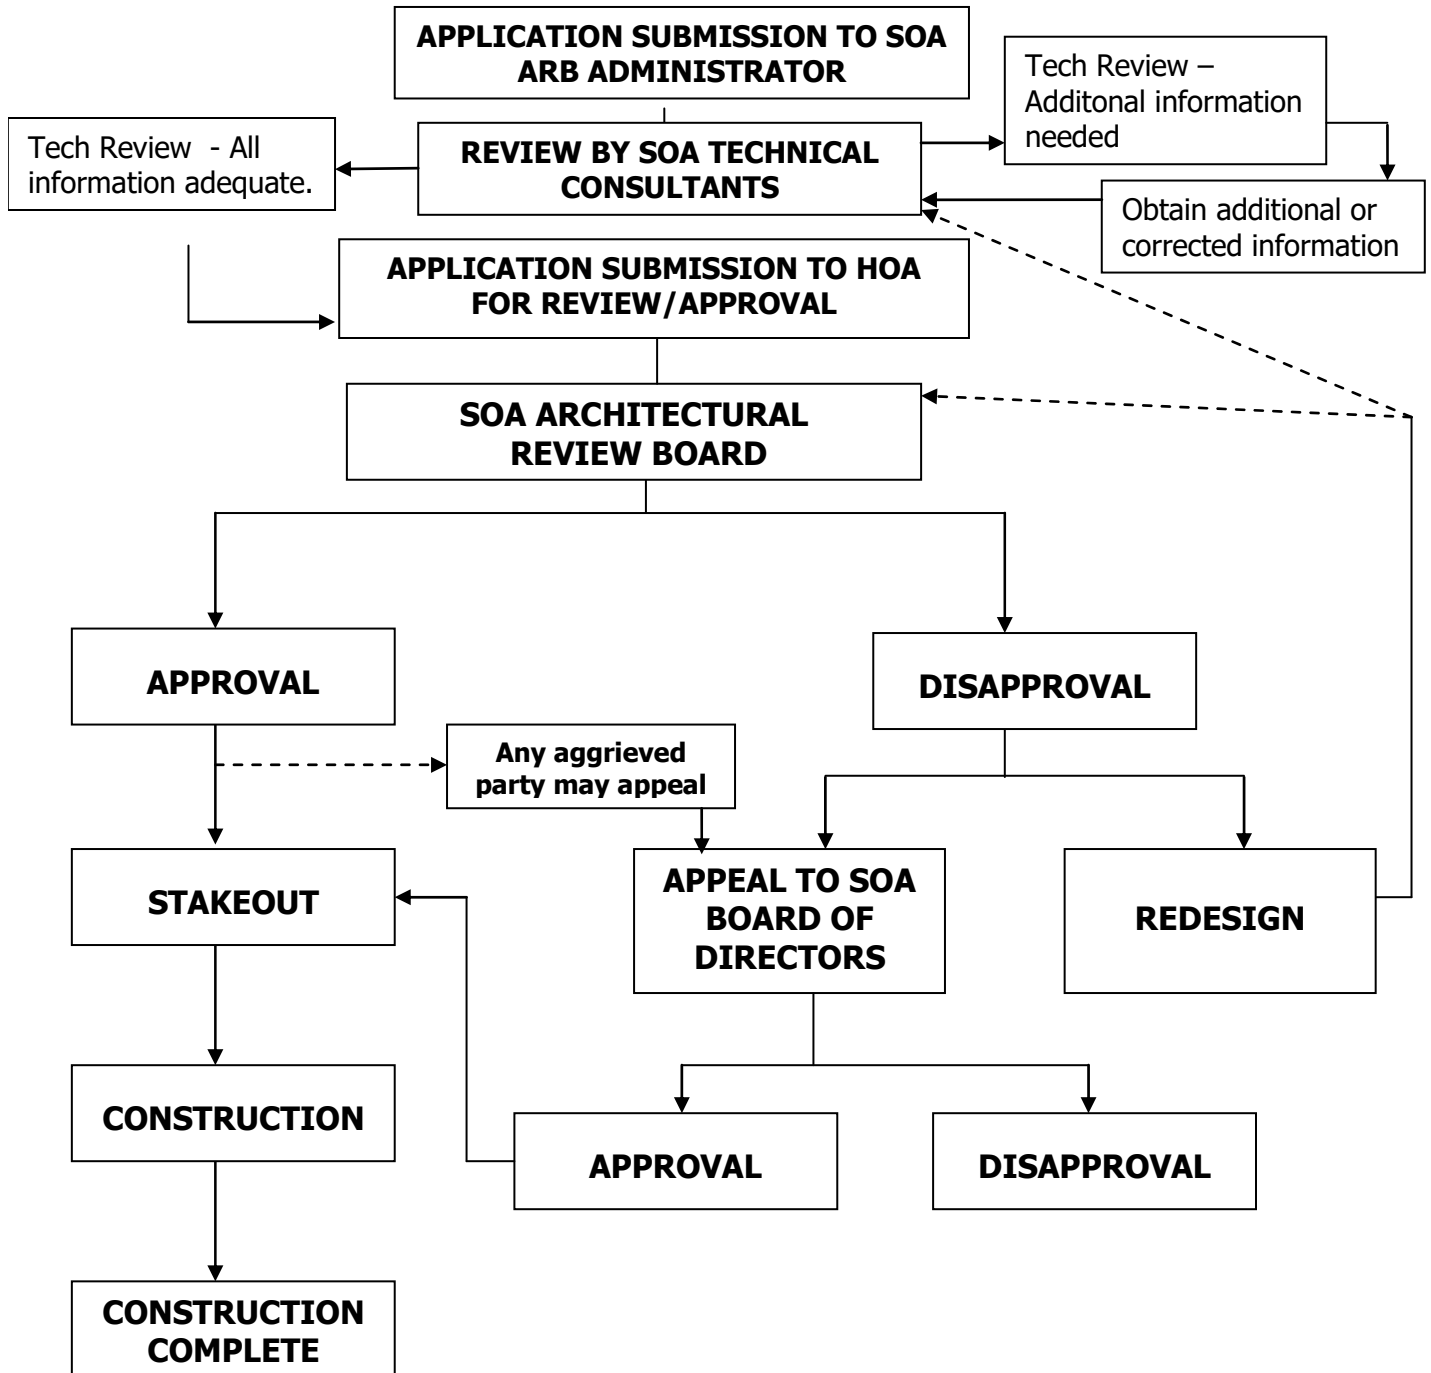 APPLICATION SUBMISSION TO SOA
ARB ADMINISTRATOR
Tech Review –
Additonal information
needed
Tech Review - All
information adequate.
REVIEW BY SOA TECHNICAL
CONSULTANTS
Obtain additional or
corrected information
APPLICATION SUBMISSION TO HOA
FOR REVIEW/APPROVAL
SOA ARCHITECTURAL
REVIEW BOARD
APPROVAL
DISAPPROVAL
Any aggrieved
party may appeal
STAKEOUT
APPEAL TO SOA
BOARD OF
DIRECTORS
REDESIGN
CONSTRUCTION
APPROVAL
DISAPPROVAL
CONSTRUCTION
COMPLETE